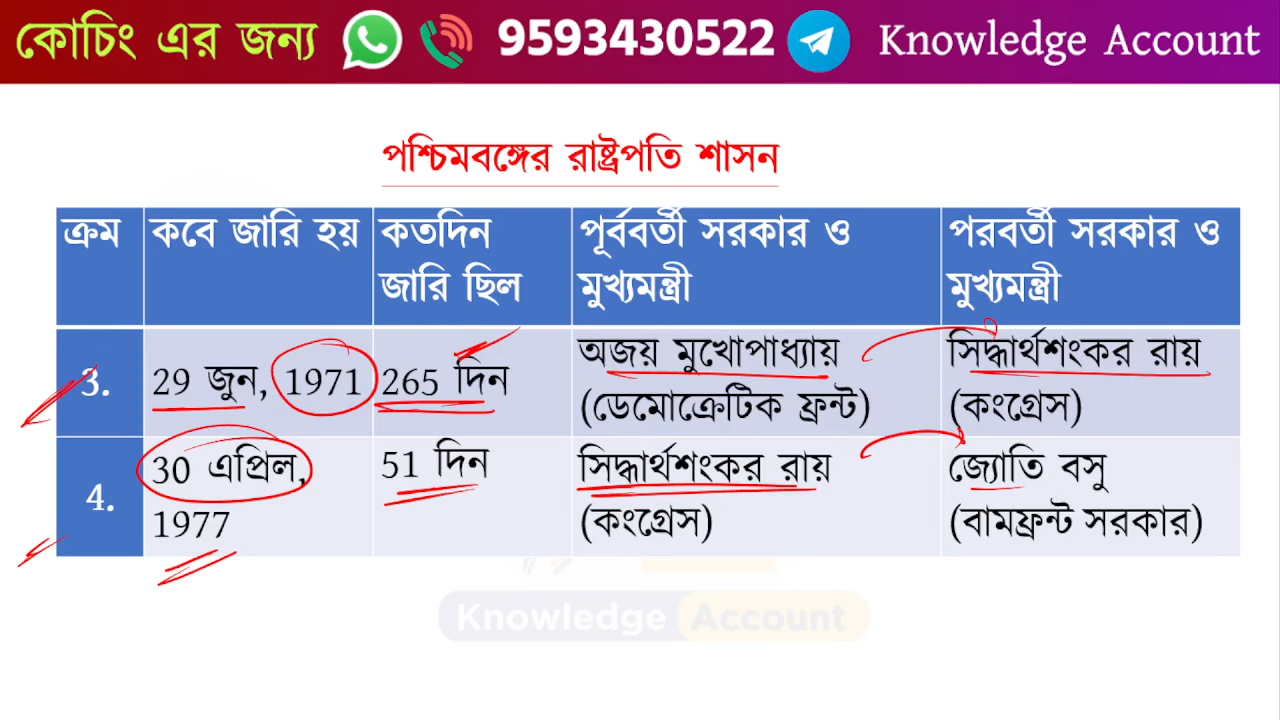 কোচিং এর জন্য 9593430522 Knowledge Account
পশ্চিমবঙ্গের রাষ্ট্রপতি শাসন
ক্রম কবে জারি হয় কতদিন জারি ছিল পূর্ববর্তী সরকার ও মুখ্যমন্ত্রী পরবর্তী সরকার ও মুখ্যমন্ত্রী
3. 29 জুন, 1971 265 দিন অজয় মুখোপাধ্যায় (ডেমোক্রেটিক ফ্রন্ট) সিদ্ধার্থশংকর রায় (কংগ্রেস)
4. 30 এপ্রিল, 1977 51 দিন সিদ্ধার্থশংকর রায় (কংগ্রেস) জ্যোতি বসু (বামফ্রন্ট সরকার)
Knowledge Account